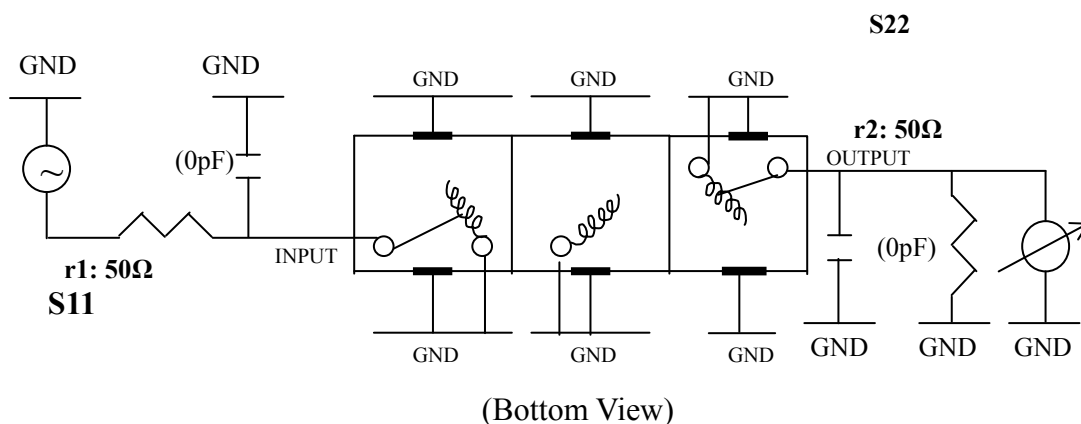 S22
GND
GND
GND
GND
GND
r2: 50Ω
OUTPUT
(0pF)
INPUT
(0pF)
r1: 50Ω
S11
GND
GND
GND
GND
GND
GND
(Bottom View)